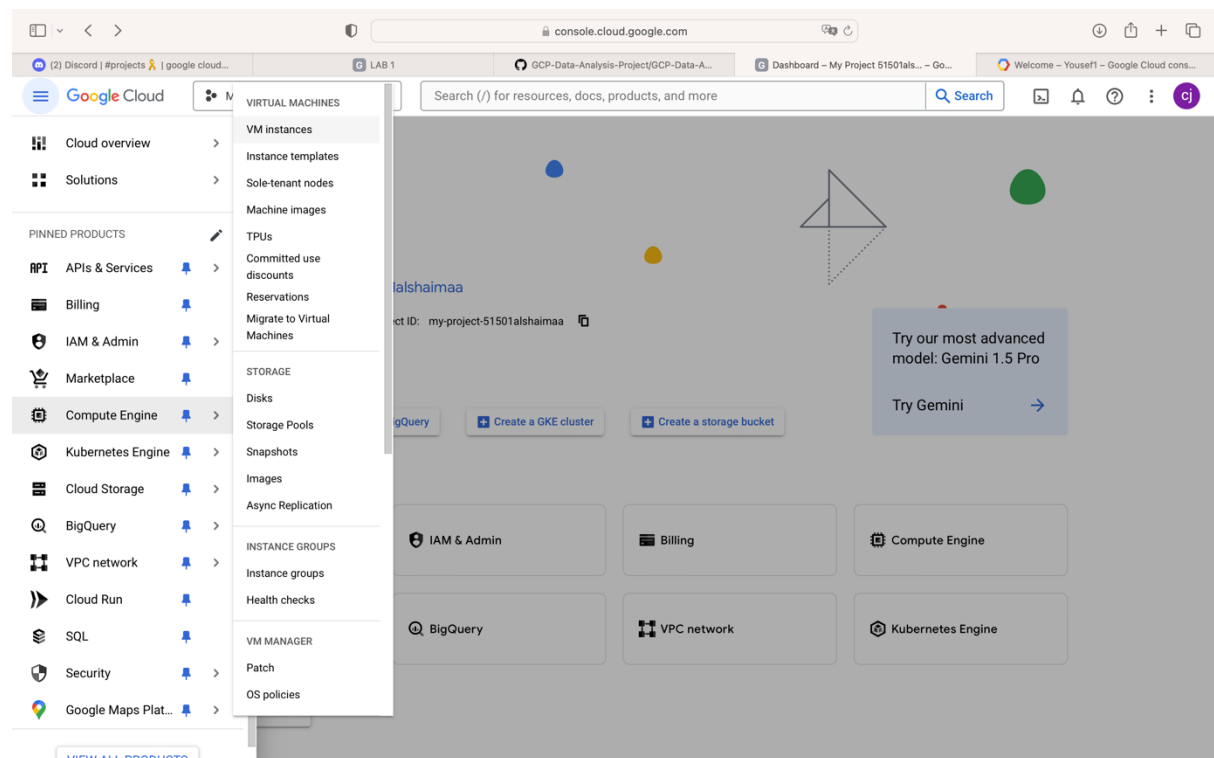 console.cloud.google.com
(2) Discord | #projects🎗️ | google cloud...
G LAB 1
GCP-Data-Analysis-Project/GCP-Data-A...
G Dashboard – My Project 51501als... – Go...
Welcome – Yousef1 – Google Cloud cons...
Google Cloud
Search (/) for resources, docs, products, and more
Search
cj
Cloud overview
Solutions
PINNED PRODUCTS
API APIs & Services
Billing
IAM & Admin
Marketplace
Compute Engine
Kubernetes Engine
Cloud Storage
BigQuery
VPC network
Cloud Run
SQL
Security
Google Maps Plat...
VIEW ALL PRODUCTS
VIRTUAL MACHINES
VM instances
Instance templates
Sole-tenant nodes
Machine images
TPUs
Committed use
discounts
Reservations
Migrate to Virtual
Machines
STORAGE
Disks
Storage Pools
Snapshots
Images
Async Replication
INSTANCE GROUPS
Instance groups
Health checks
VM MANAGER
Patch
OS policies
lalshaimaa
ect ID: my-project-51501alshaimaa
Try our most advanced
model: Gemini 1.5 Pro
Try Gemini
igQuery
Create a GKE cluster
Create a storage bucket
IAM & Admin
Billing
Compute Engine
BigQuery
VPC network
Kubernetes Engine